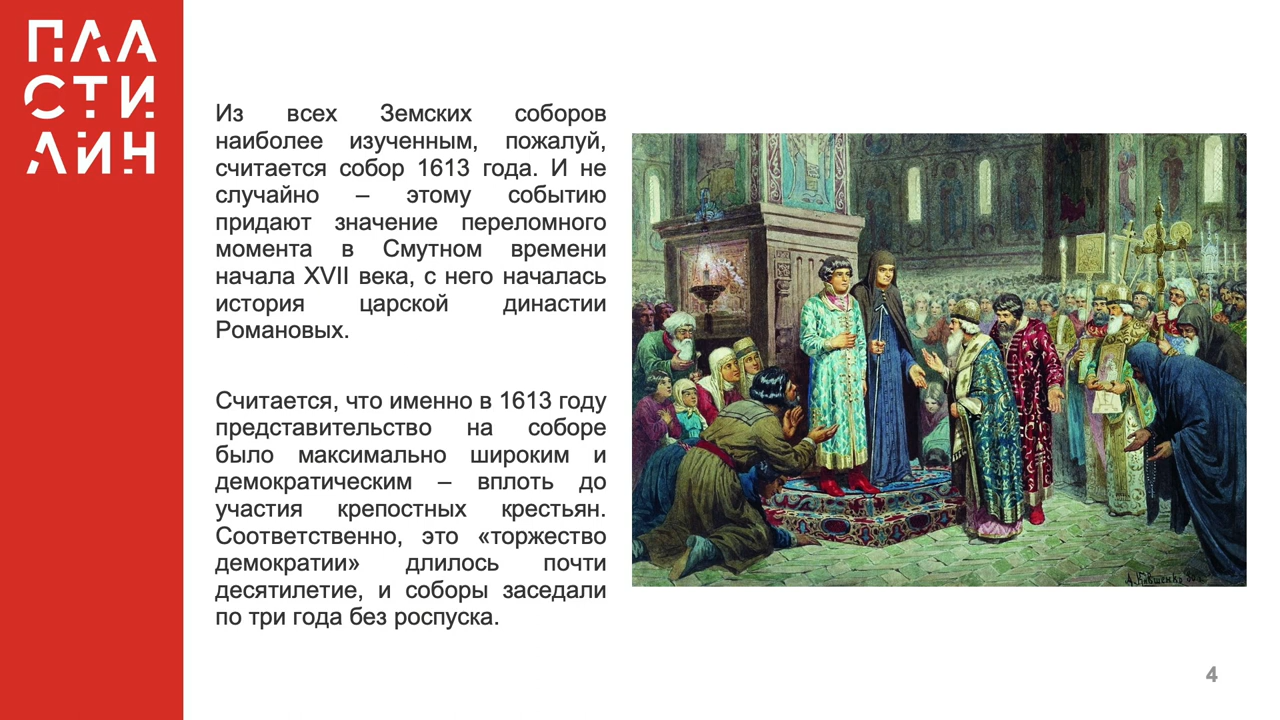 ПЛА
СТИ
ЛИН
Из всех Земских соборов
наиболее изученным, пожалуй,
считается собор 1613 года. И не
случайно – этому событию
придают значение переломного
момента в Смутном времени
начала XVII века, с него началась
история царской династии
Романовых.
Считается, что именно в 1613 году
представительство на соборе
было максимально широким и
демократическим – вплоть до
участия крепостных крестьян.
Соответственно, это «торжество
демократии» длилось почти
десятилетие, и соборы заседали
по три года без роспуска.
А. Кившенко
4